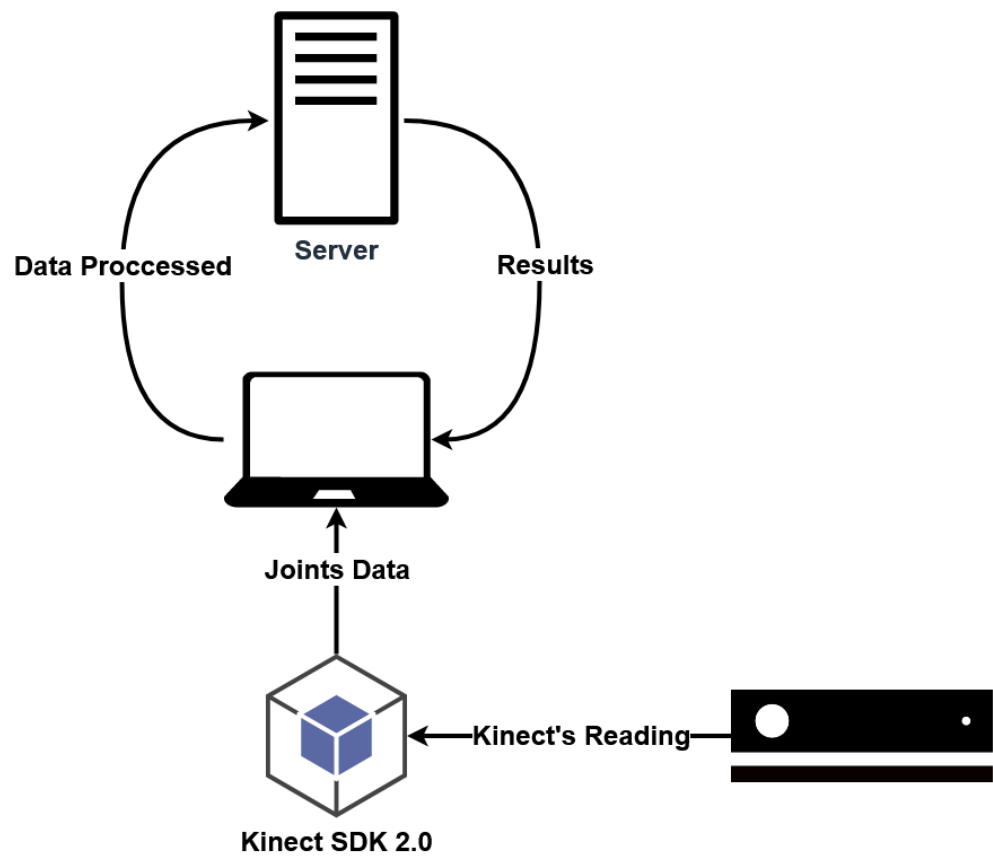 Server
Data Proccessed
Results
Joints Data
Kinect's Reading
Kinect SDK 2.0